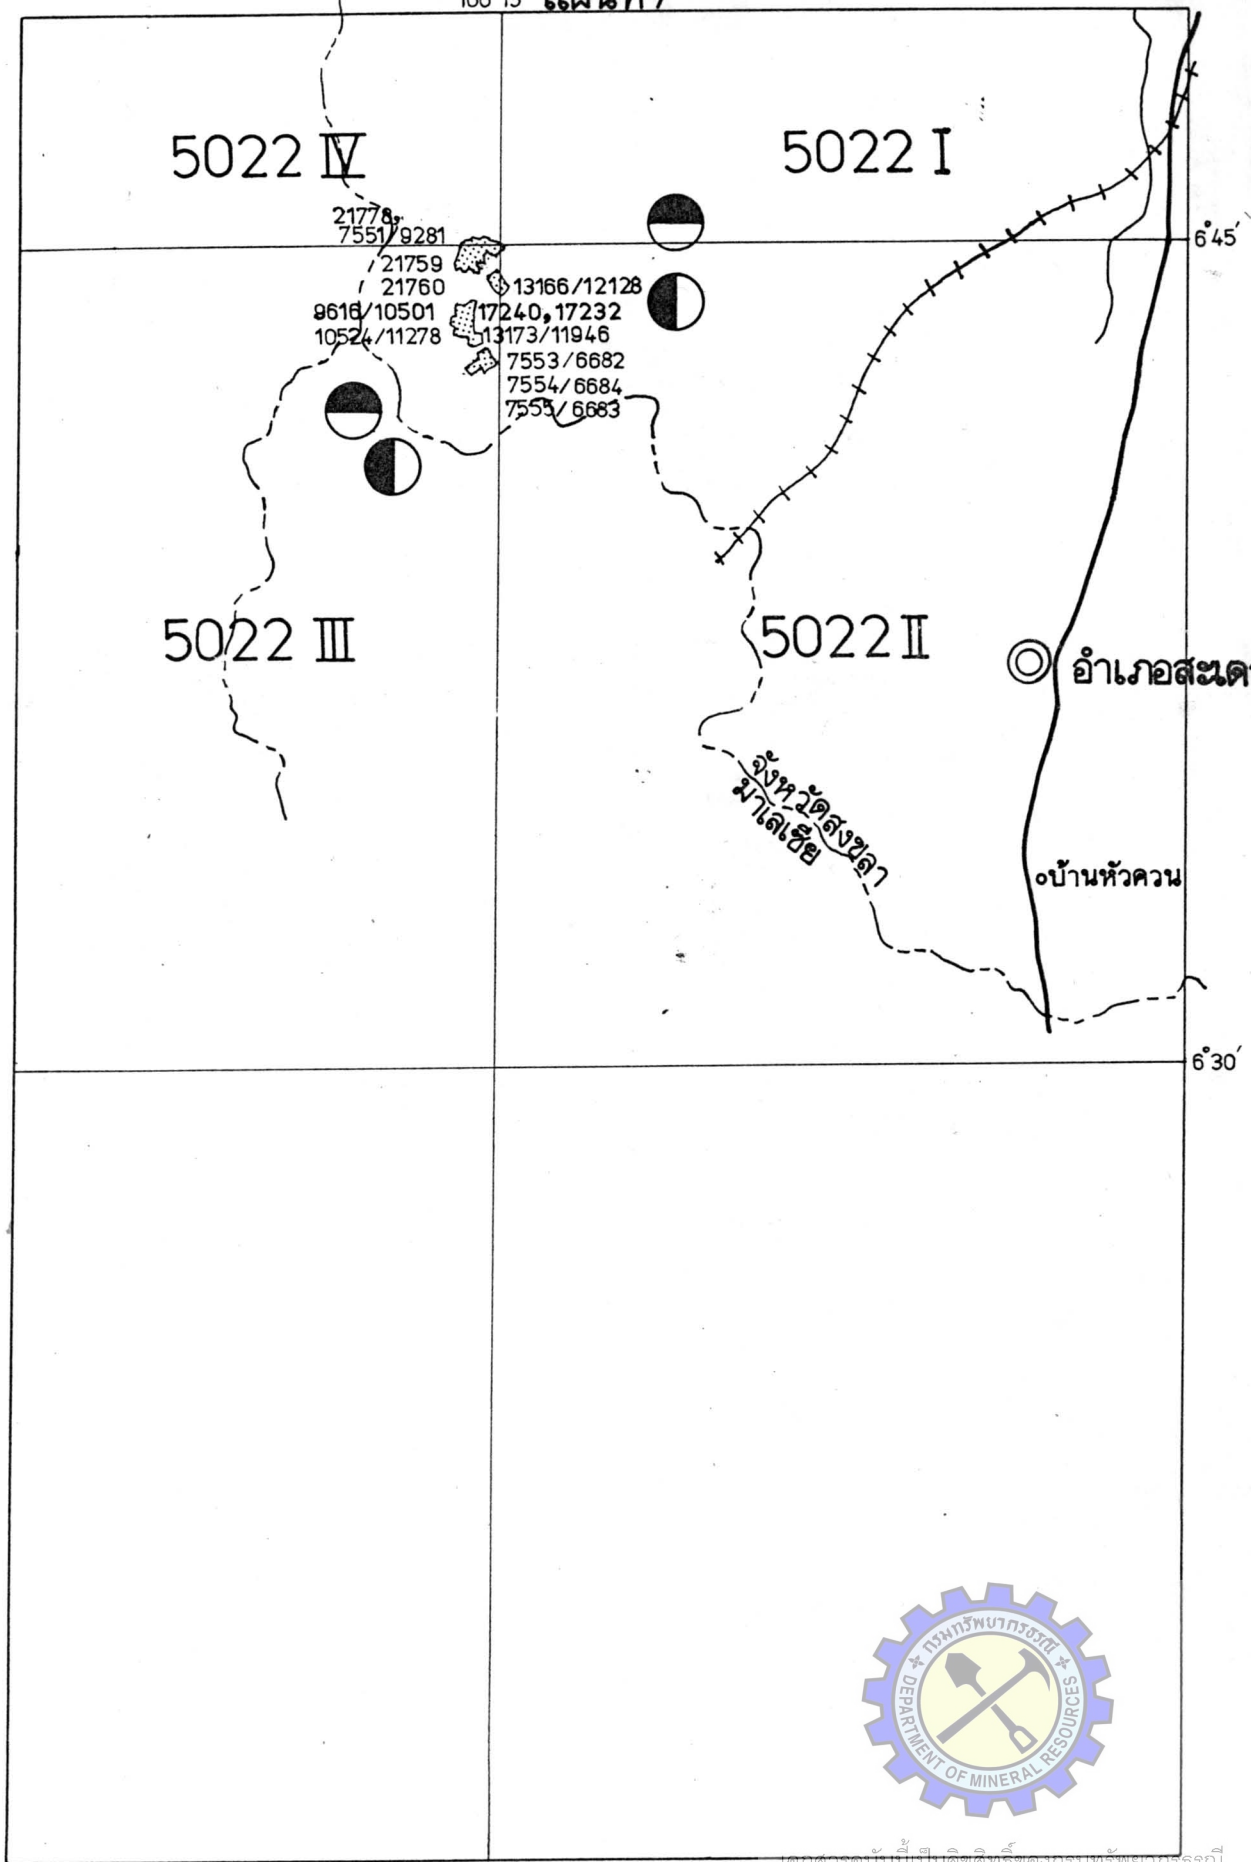 5022 IV
5022 I
21778,
7551/9281
6°45′
21759
21760
13166/12128
9616/10501
17240,17232
10524/11278
13173/11946
7553/6682
7554/6684
7555/6683
5022 III
5022 II
อำเภอสะเดา
จังหวัดสงขลา
มาเลเซีย
บ้านหัวควน
6°30′
กรมทรัพยากรธรณี
DEPARTMENT OF MINERAL RESOURCES